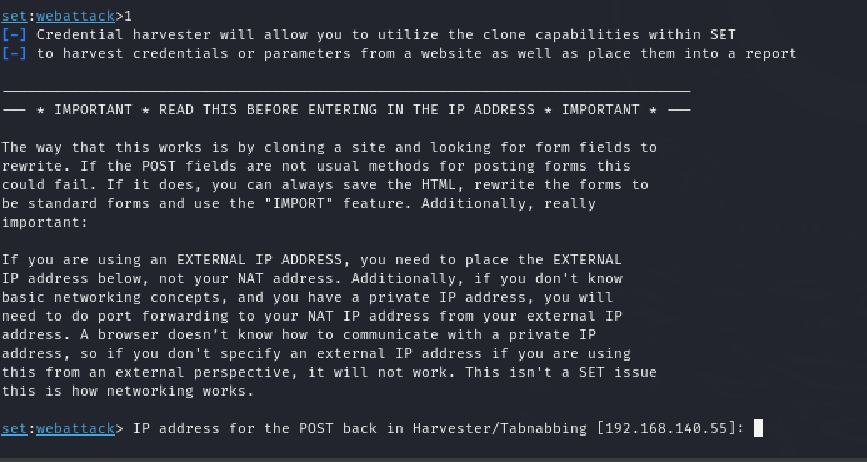 set:webattack>1
[-] Credential harvester will allow you to utilize the clone capabilities within SET
[-] to harvest credentials or parameters from a website as well as place them into a report
--- * IMPORTANT * READ THIS BEFORE ENTERING IN THE IP ADDRESS * IMPORTANT * ---
The way that this works is by cloning a site and looking for form fields to
rewrite. If the POST fields are not usual methods for posting forms this
could fail. If it does, you can always save the HTML, rewrite the forms to
be standard forms and use the "IMPORT" feature. Additionally, really
important:
If you are using an EXTERNAL IP ADDRESS, you need to place the EXTERNAL
IP address below, not your NAT address. Additionally, if you don't know
basic networking concepts, and you have a private IP address, you will
need to do port forwarding to your NAT IP address from your external IP
address. A browser doesn't know how to communicate with a private IP
address, so if you don't specify an external IP address if you are using
this from an external perspective, it will not work. This isn't a SET issue
this is how networking works.
set:webattack> IP address for the POST back in Harvester/Tabnabbing [192.168.140.55]: